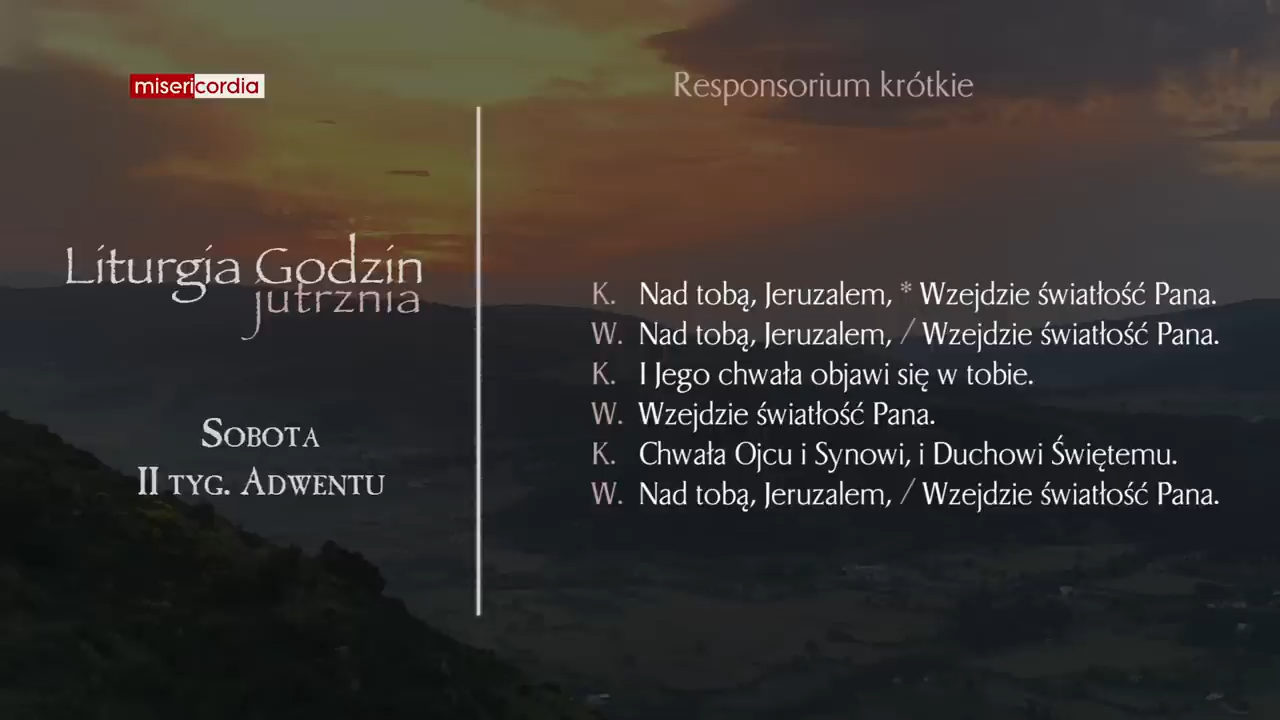 misericordia
Responsorium krótkie
Liturgia Godzin
jutrznia
Sobota
II tyg. Adwentu
K. Nad tobą, Jeruzalem, * Wzejdzie światłość Pana.
W. Nad tobą, Jeruzalem, / Wzejdzie światłość Pana.
K. I Jego chwała objawi się w tobie.
W. Wzejdzie światłość Pana.
K. Chwała Ojcu i Synowi, i Duchowi Świętemu.
W. Nad tobą, Jeruzalem, / Wzejdzie światłość Pana.